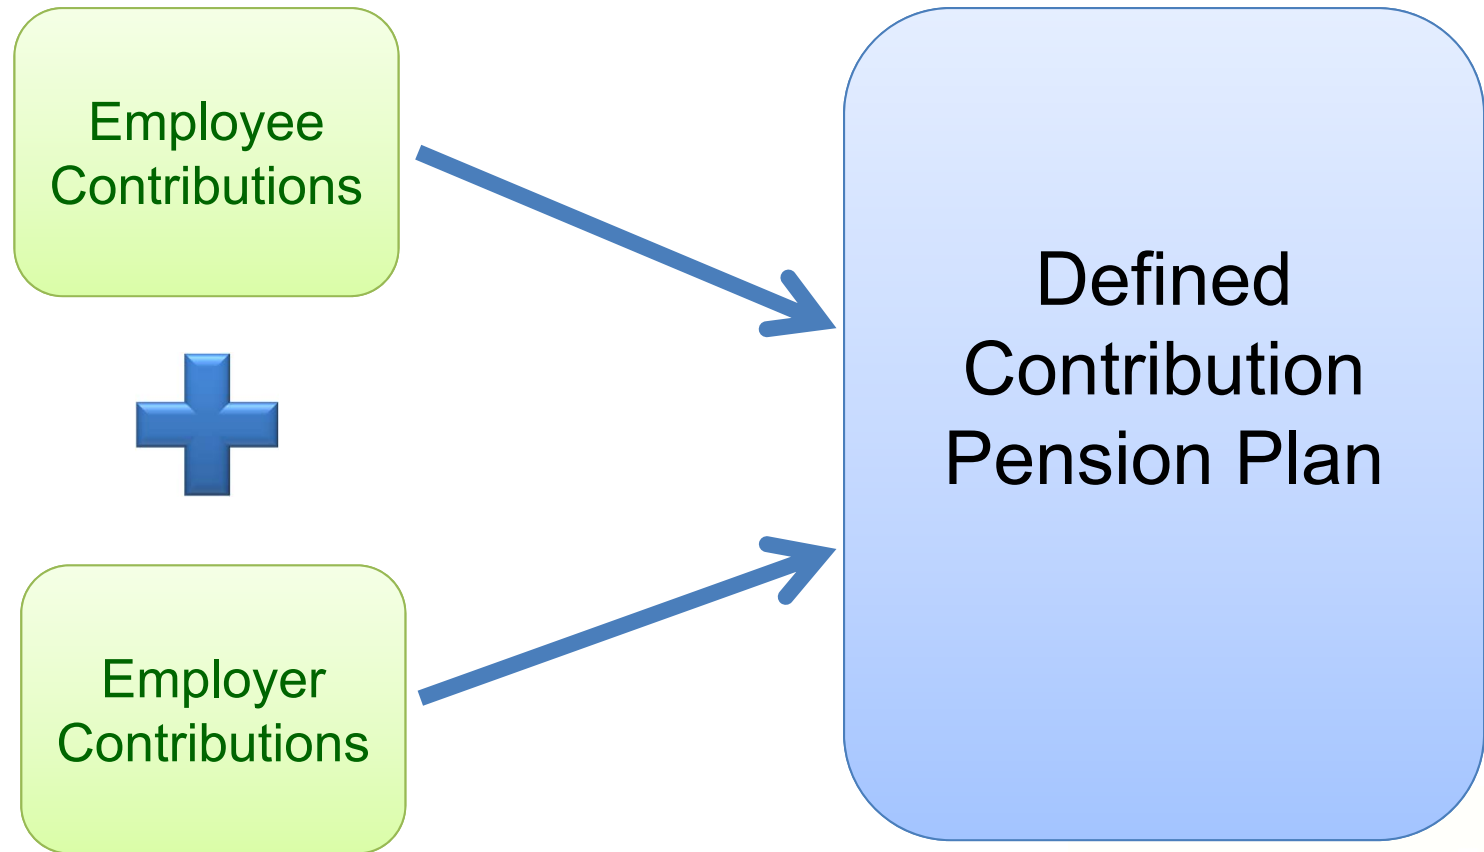 Employee
Contributions
Employer
Contributions
Defined
Contribution
Pension Plan